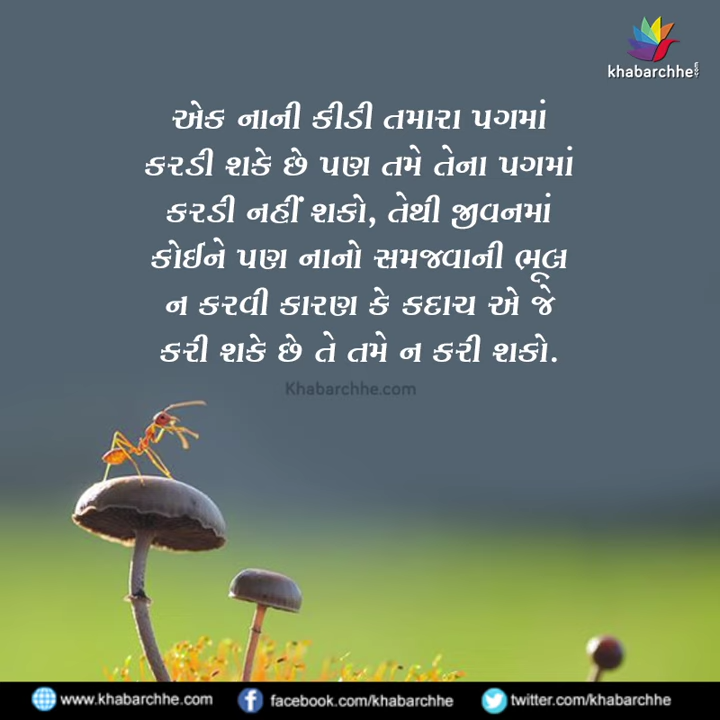 khabarchhe.com
એક નાની કીડી તમારા પગમાં
કરડી શકે છે પણ તમે તેના પગમાં
કરડી નહીં શકો, તેથી જીવનમાં
કોઈને પણ નાનો સમજવાની ભૂલ
ન કરવી કારણ કે કદાચ એ જે
કરી શકે છે તે તમે ન કરી શકો.
Khabarchhe.com
www.khabarchhe.com facebook.com/khabarchhe twitter.com/khabarchhe